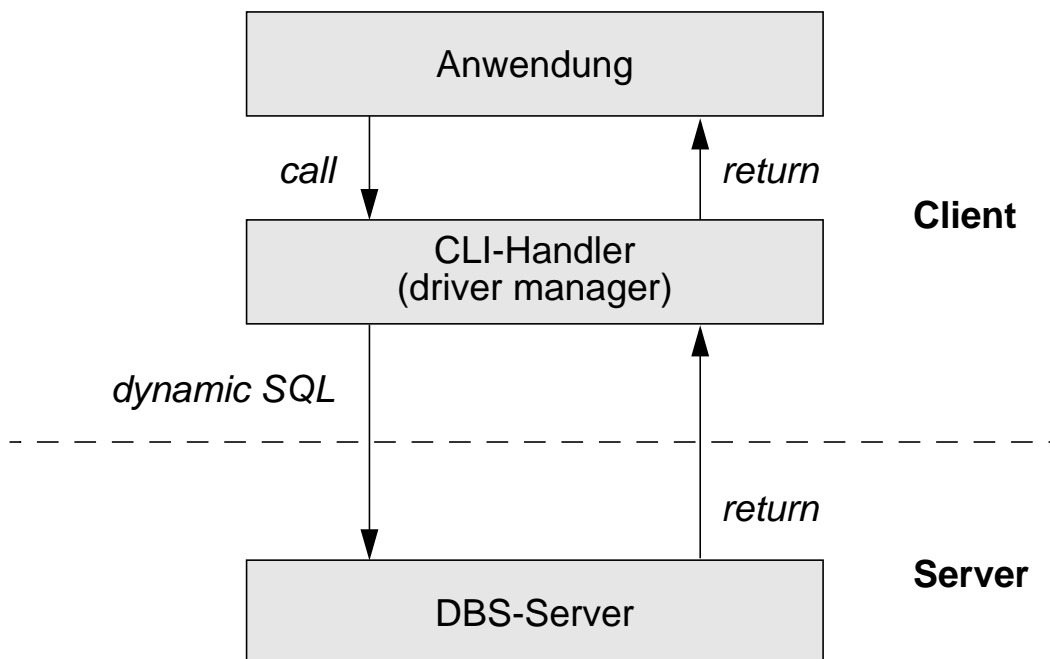 Anwendung
call
return
Client
CLI-Handler
(driver manager)
dynamic SQL
return
Server
DBS-Server